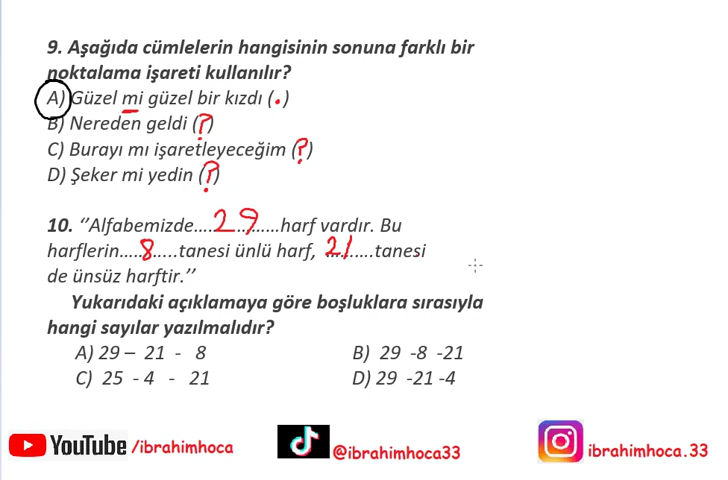 9. Aşağıda cümlelerin hangisinin sonuna farklı bir
noktalama işareti kullanılır?
A) Güzel mi güzel bir kızdı (.)
B) Nereden geldi (?)
C) Burayı mı işaretleyeceğim (?)
D) Şeker mi yedin (?)
10. ‘’Alfabemizde....29......harf vardır. Bu
harflerin.....8.....tanesi ünlü harf, ..21.....tanesi
de ünsüz harftir.’’
Yukarıdaki açıklamaya göre boşluklara sırasıyla
hangi sayılar yazılmalıdır?
A) 29 – 21 - 8 B) 29 -8 -21
C) 25 - 4 - 21 D) 29 -21 -4
YouTube /ibrahimhoca @ibrahimhoca33 ibrahimhoca.33